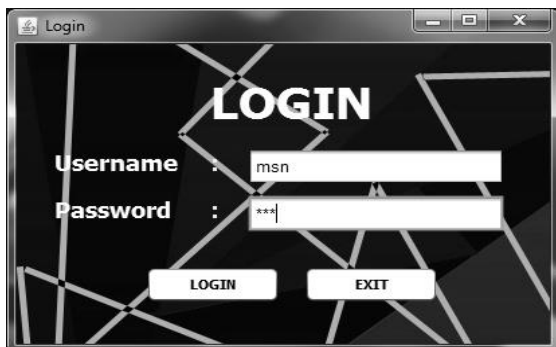 Login
LOGIN
Username : msn
Password : ***
LOGIN EXIT